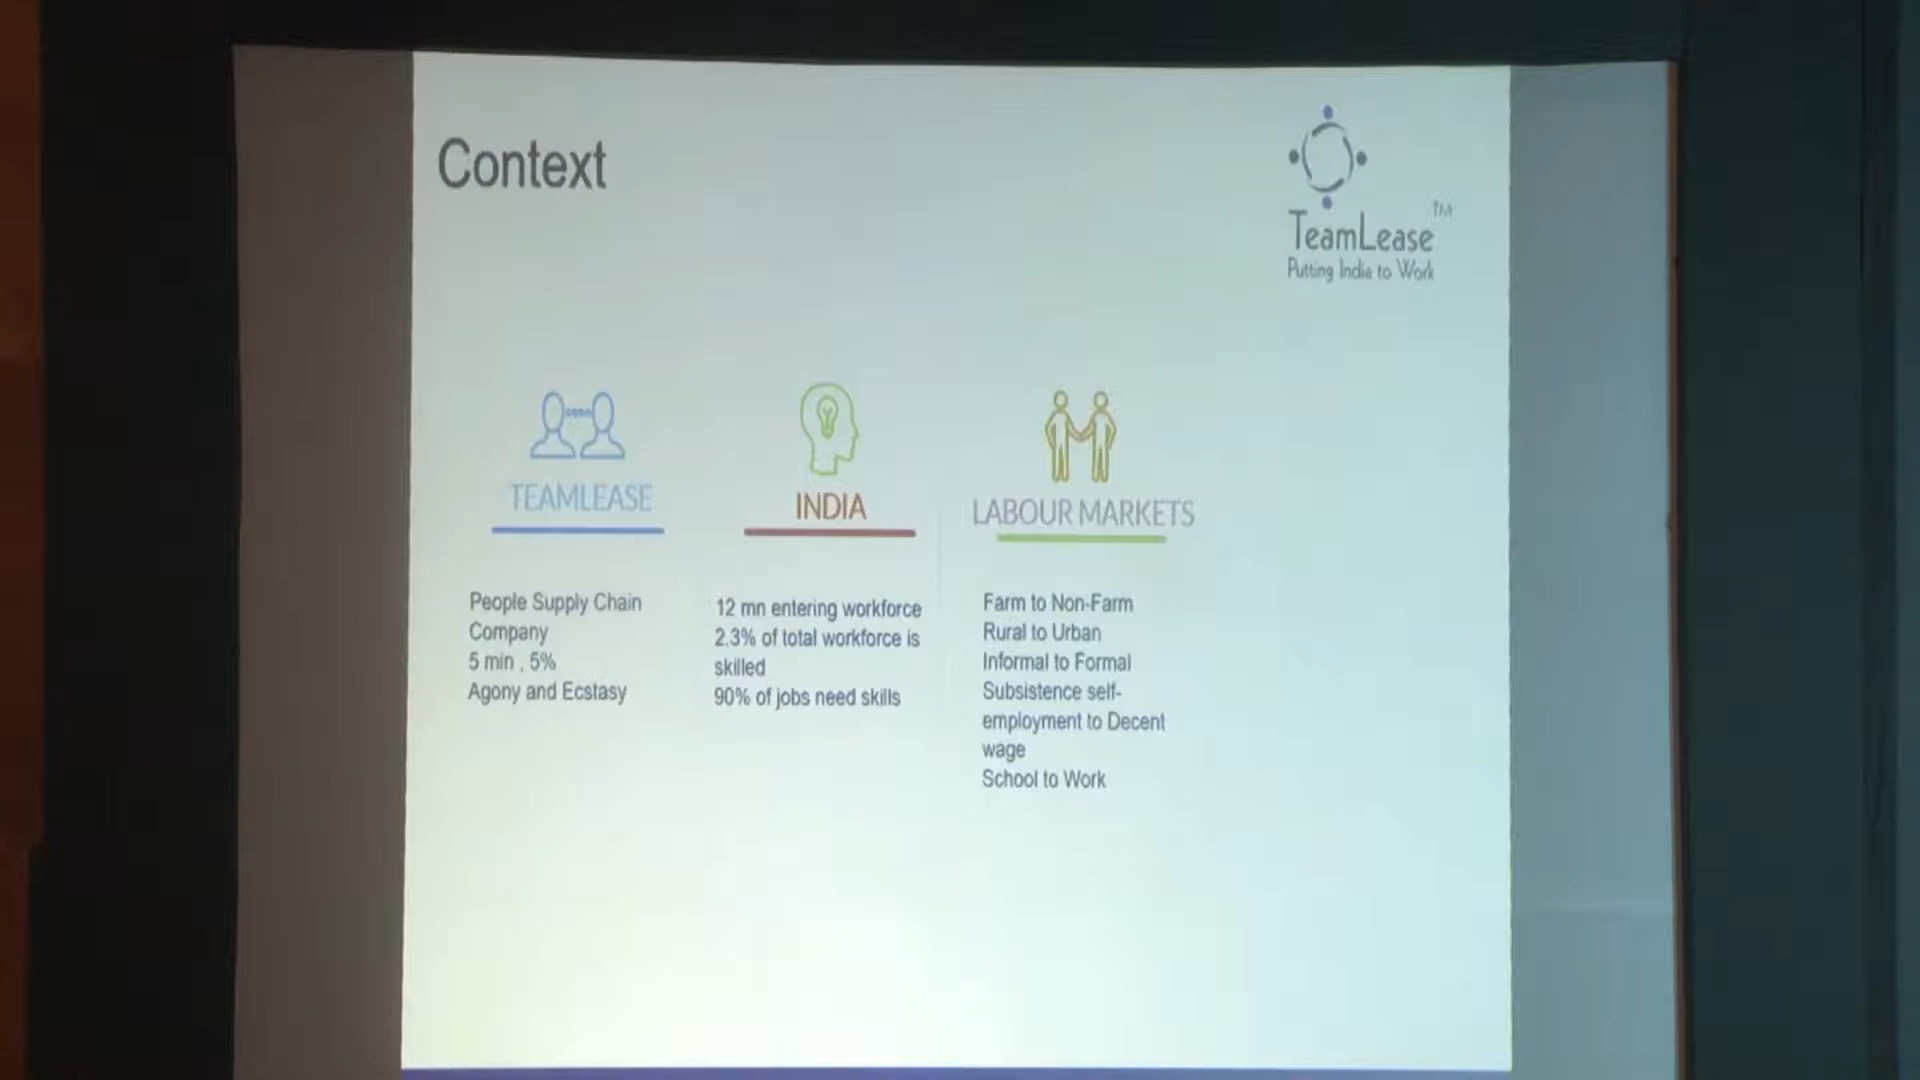 Context
TeamLease TM
Putting India to Work
TEAMLEASE
People Supply Chain
Company
5 min , 5%
Agony and Ecstasy
INDIA
12 mn entering workforce
2.3% of total workforce is
skilled
90% of jobs need skills
LABOUR MARKETS
Farm to Non-Farm
Rural to Urban
Informal to Formal
Subsistence self-
employment to Decent
wage
School to Work